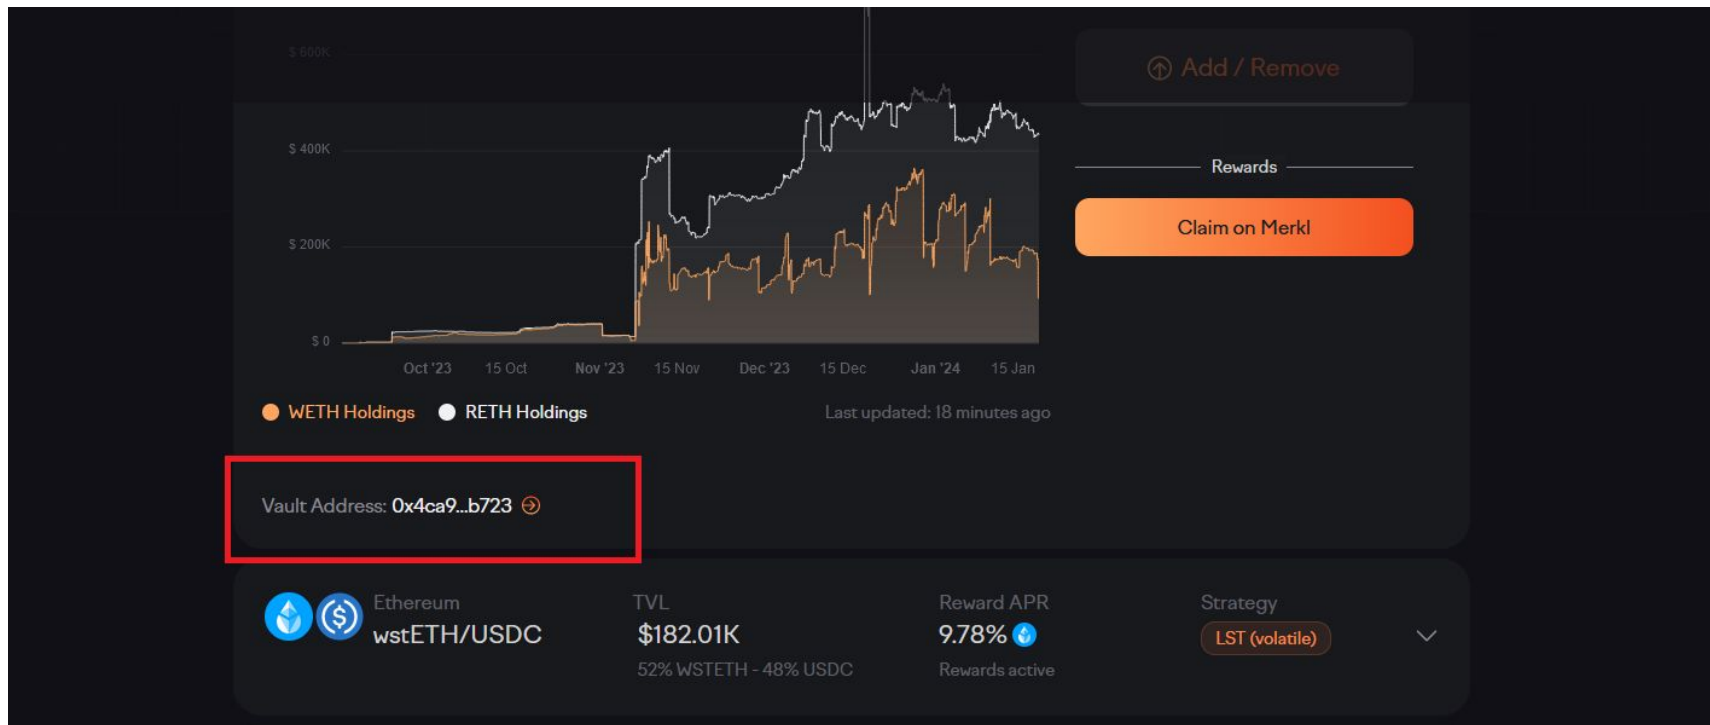 $ 600K
Add / Remove
$ 400K
Rewards
Claim on Merkl
$ 200K
$ 0
Oct '23 15 Oct Nov '23 15 Nov Dec '23 15 Dec Jan '24 15 Jan
WETH Holdings RETH Holdings Last updated: 18 minutes ago
Vault Address: 0x4ca9...b723
Ethereum TVL Reward APR Strategy
wstETH/USDC $182.01K 9.78% LST (volatile)
52% WSTETH - 48% USDC Rewards active